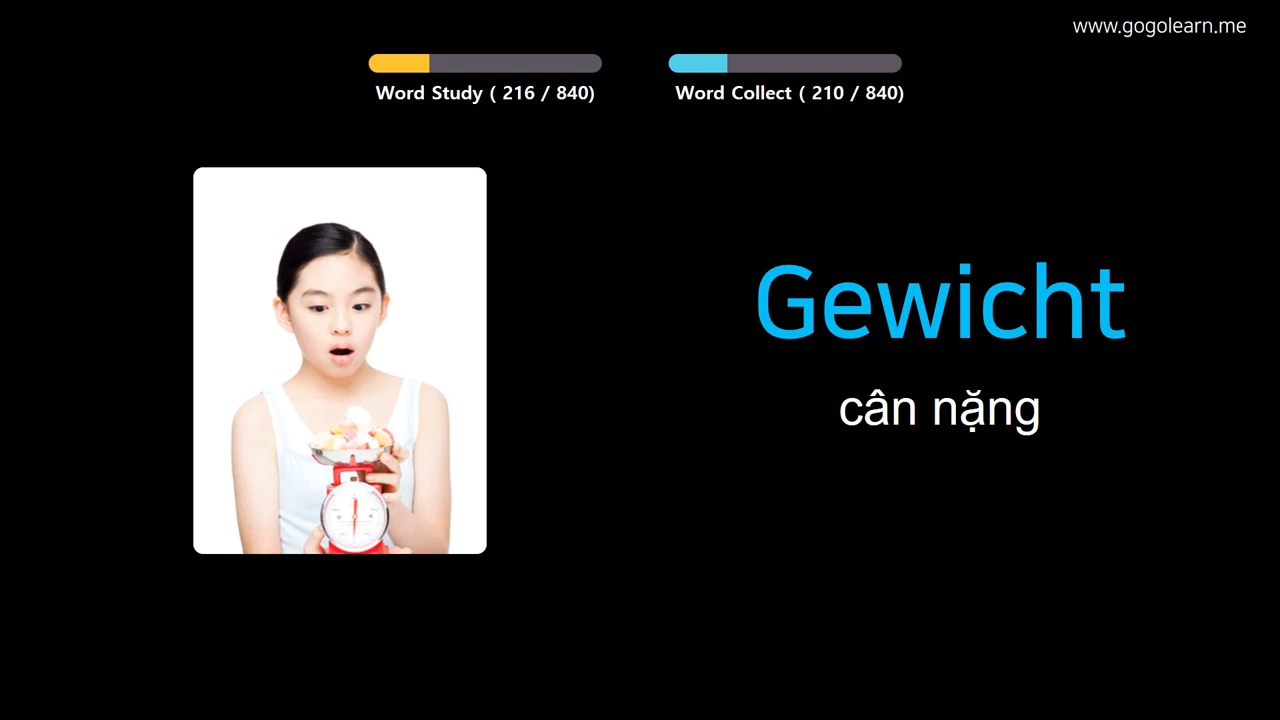 www.gogolearn.me
Word Study ( 216 / 840)
Word Collect ( 210 / 840)
Gewicht
cân nặng